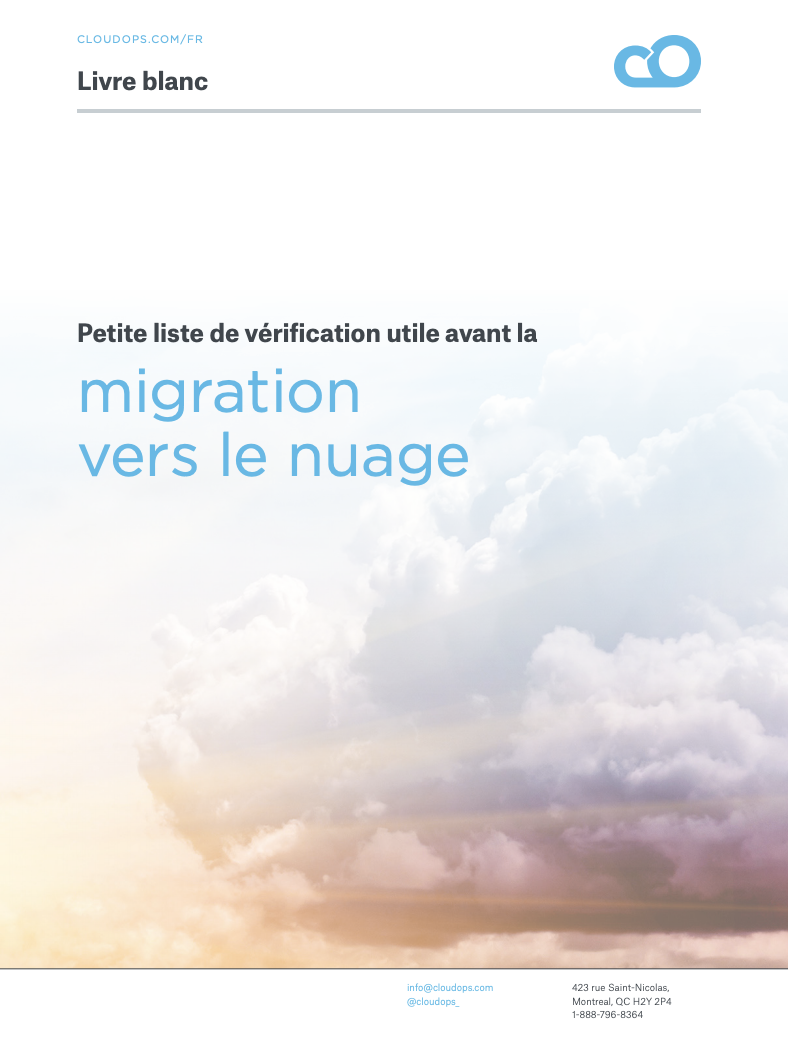 CLOUDOPS.COM/FR
Livre blanc
Petite liste de vérification utile avant la
migration
vers le nuage
info@cloudops.com
@cloudops_
423 rue Saint-Nicolas,
Montreal, QC H2Y 2P4
1-888-796-8364